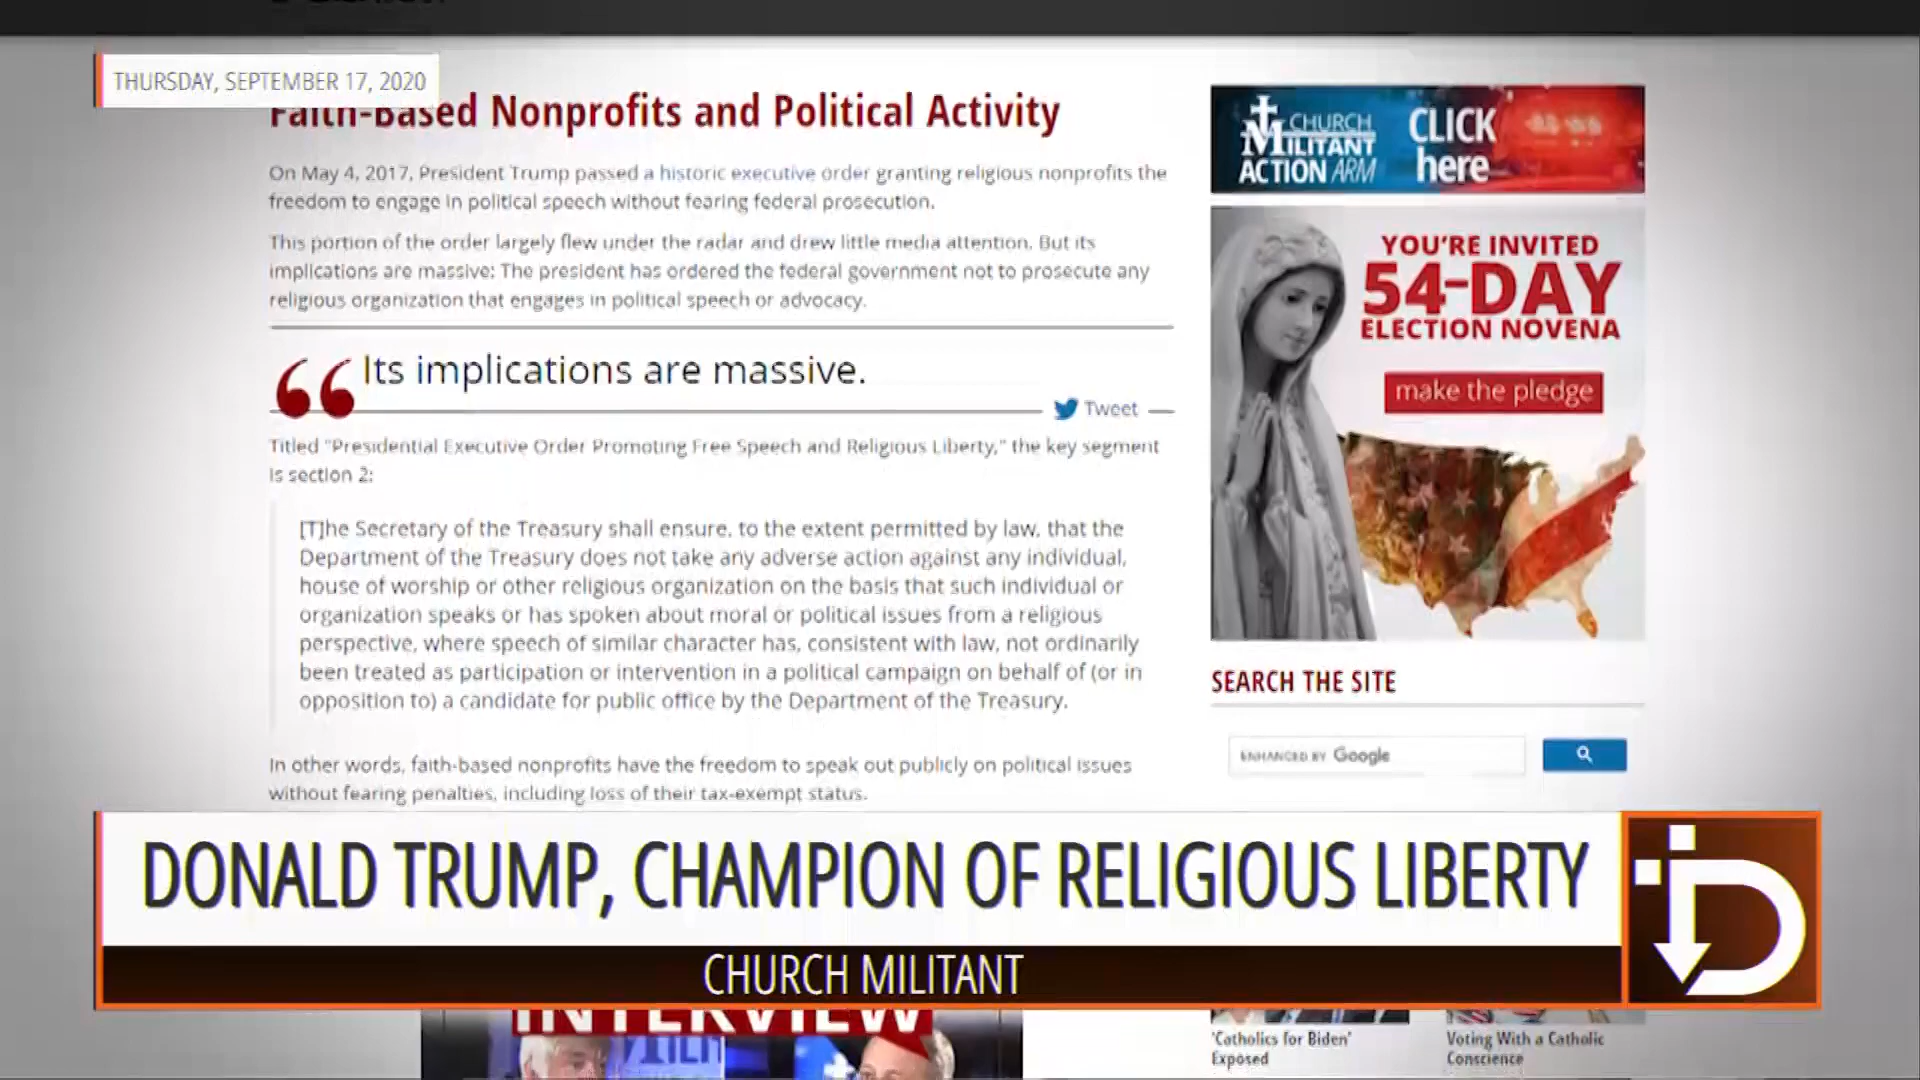 THURSDAY, SEPTEMBER 17, 2020
Faith-Based Nonprofits and Political Activity
On May 4, 2017, President Trump passed a historic executive order granting religious nonprofits the
freedom to engage in political speech without fearing federal prosecution.
This portion of the order largely flew under the radar and drew little media attention. But its
implications are massive: The president has ordered the federal government not to prosecute any
religious organization that engages in political speech or advocacy.
“Its implications are massive.
Tweet
Titled "Presidential Executive Order Promoting Free Speech and Religious Liberty," the key segment
is section 2:
[T]he Secretary of the Treasury shall ensure, to the extent permitted by law, that the
Department of the Treasury does not take any adverse action against any individual,
house of worship or other religious organization on the basis that such individual or
organization speaks or has spoken about moral or political issues from a religious
perspective, where speech of similar character has, consistent with law, not ordinarily
been treated as participation or intervention in a political campaign on behalf of (or in
opposition to) a candidate for public office by the Department of the Treasury.
In other words, faith-based nonprofits have the freedom to speak out publicly on political issues
without fearing penalties, including loss of their tax-exempt status.
CHURCH
MILITANT
ACTION ARM
CLICK
here
YOU'RE INVITED
54-DAY
ELECTION NOVENA
make the pledge
SEARCH THE SITE
ENHANCED BY Google
DONALD TRUMP, CHAMPION OF RELIGIOUS LIBERTY
CHURCH MILITANT
INTERVIEW
'Catholics for Biden'
Exposed
Voting With a Catholic
Conscience